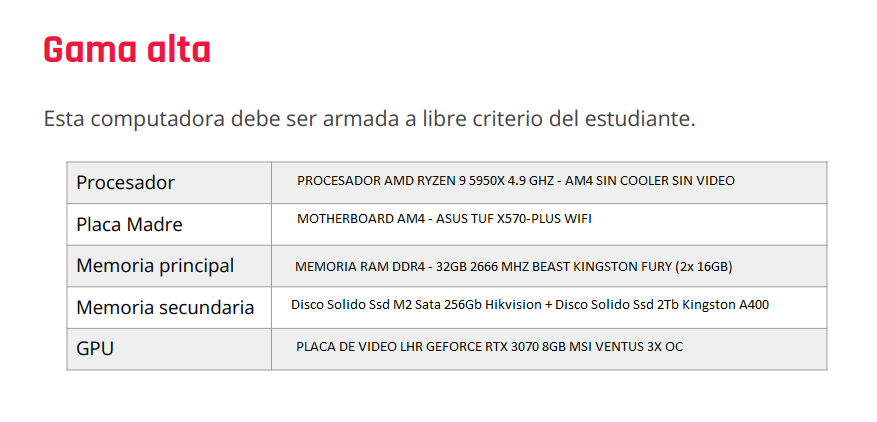 Gama alta
Esta computadora debe ser armada a libre criterio del estudiante.
Procesador PROCESADOR AMD RYZEN 9 5950X 4.9 GHZ - AM4 SIN COOLER SIN VIDEO
Placa Madre MOTHERBOARD AM4 - ASUS TUF X570-PLUS WIFI
Memoria principal MEMORIA RAM DDR4 - 32GB 2666 MHZ BEAST KINGSTON FURY (2x 16GB)
Memoria secundaria Disco Solido Ssd M2 Sata 256Gb Hikvision + Disco Solido Ssd 2Tb Kingston A400
GPU PLACA DE VIDEO LHR GEFORCE RTX 3070 8GB MSI VENTUS 3X OC